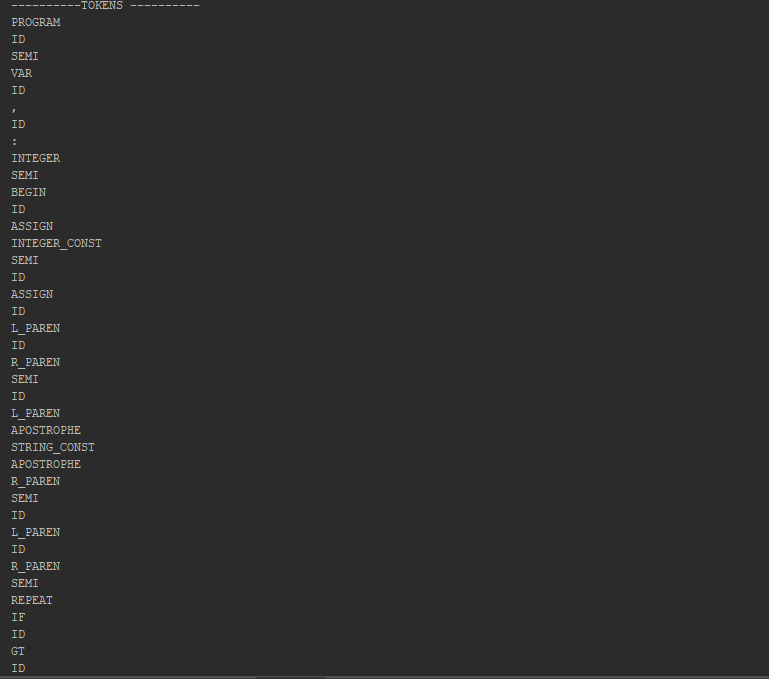 ----------TOKENS ----------
PROGRAM
ID
SEMI
VAR
ID
,
ID
:
INTEGER
SEMI
BEGIN
ID
ASSIGN
INTEGER_CONST
SEMI
ID
ASSIGN
ID
L_PAREN
ID
R_PAREN
SEMI
ID
L_PAREN
APOSTROPHE
STRING_CONST
APOSTROPHE
R_PAREN
SEMI
ID
L_PAREN
ID
R_PAREN
SEMI
REPEAT
IF
ID
GT
ID